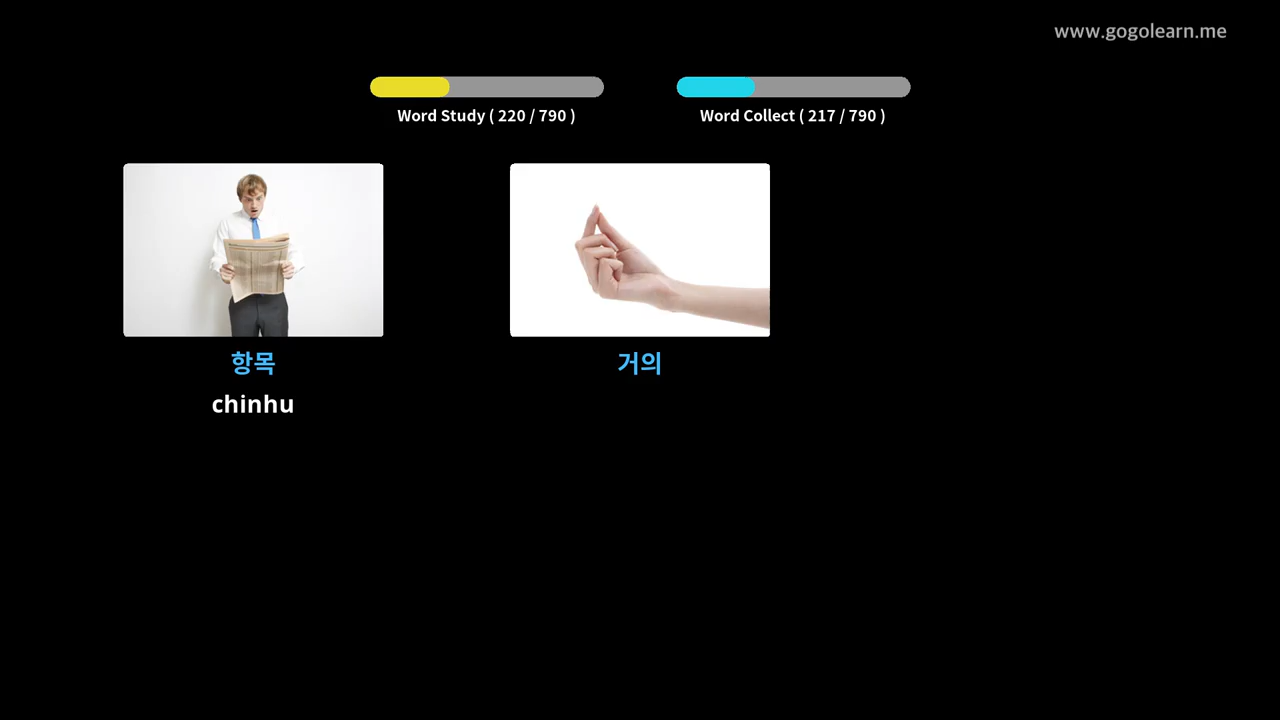 www.gogolearn.me
Word Study ( 220 / 790 )
Word Collect ( 217 / 790 )
항목
거의
chinhu